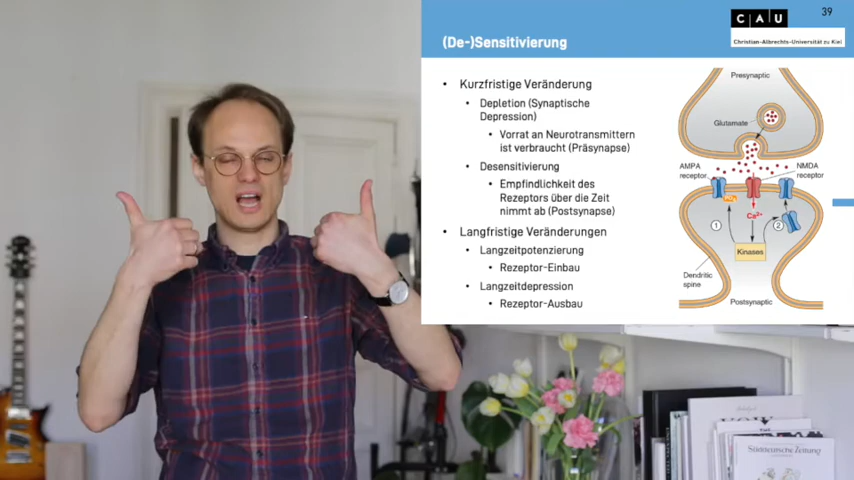 39
C A U
Christian-Albrechts-Universität zu Kiel
(De-)Sensitivierung
• Kurzfristige Veränderung
• Depletion (Synaptische
Depression)
• Vorrat an Neurotransmittern
ist verbraucht (Präsynapse)
• Desensitivierung
• Empfindlichkeit des
Rezeptors über die Zeit
nimmt ab (Postsynapse)
• Langfristige Veränderungen
• Langzeitpotenzierung
• Rezeptor-Einbau
• Langzeitdepression
• Rezeptor-Ausbau
Presynaptic
Glutamate
AMPA
receptor
NMDA
receptor
Ca²⁺
1
2
Kinases
Dendritic
spine
Postsynaptic
Süddeutsche Zeitung